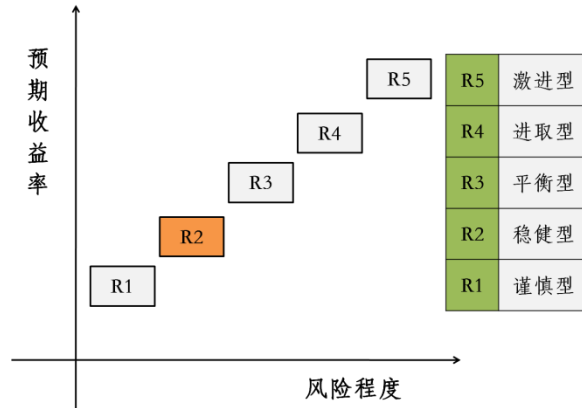 预期收益率
R5
R4
R3
R2
R1
风险程度
R5 激进型
R4 进取型
R3 平衡型
R2 稳健型
R1 谨慎型